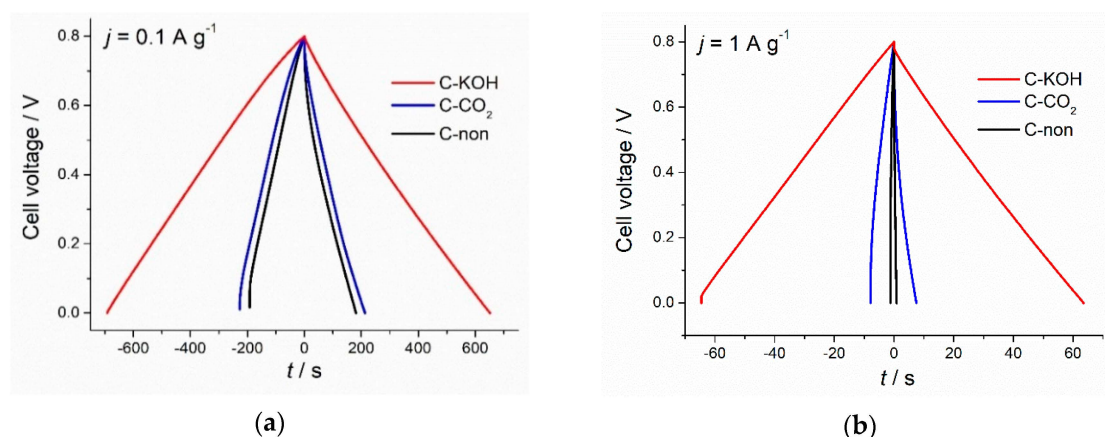 j = 0.1 A g⁻¹
C-KOH
C-CO₂
C-non
Cell voltage / V
0.8
0.6
0.4
0.2
0.0
-600 -400 -200 0 200 400 600
t / s
(a)
j = 1 A g⁻¹
C-KOH
C-CO₂
C-non
Cell voltage / V
0.8
0.6
0.4
0.2
0.0
-60 -40 -20 0 20 40 60
t / s
(b)